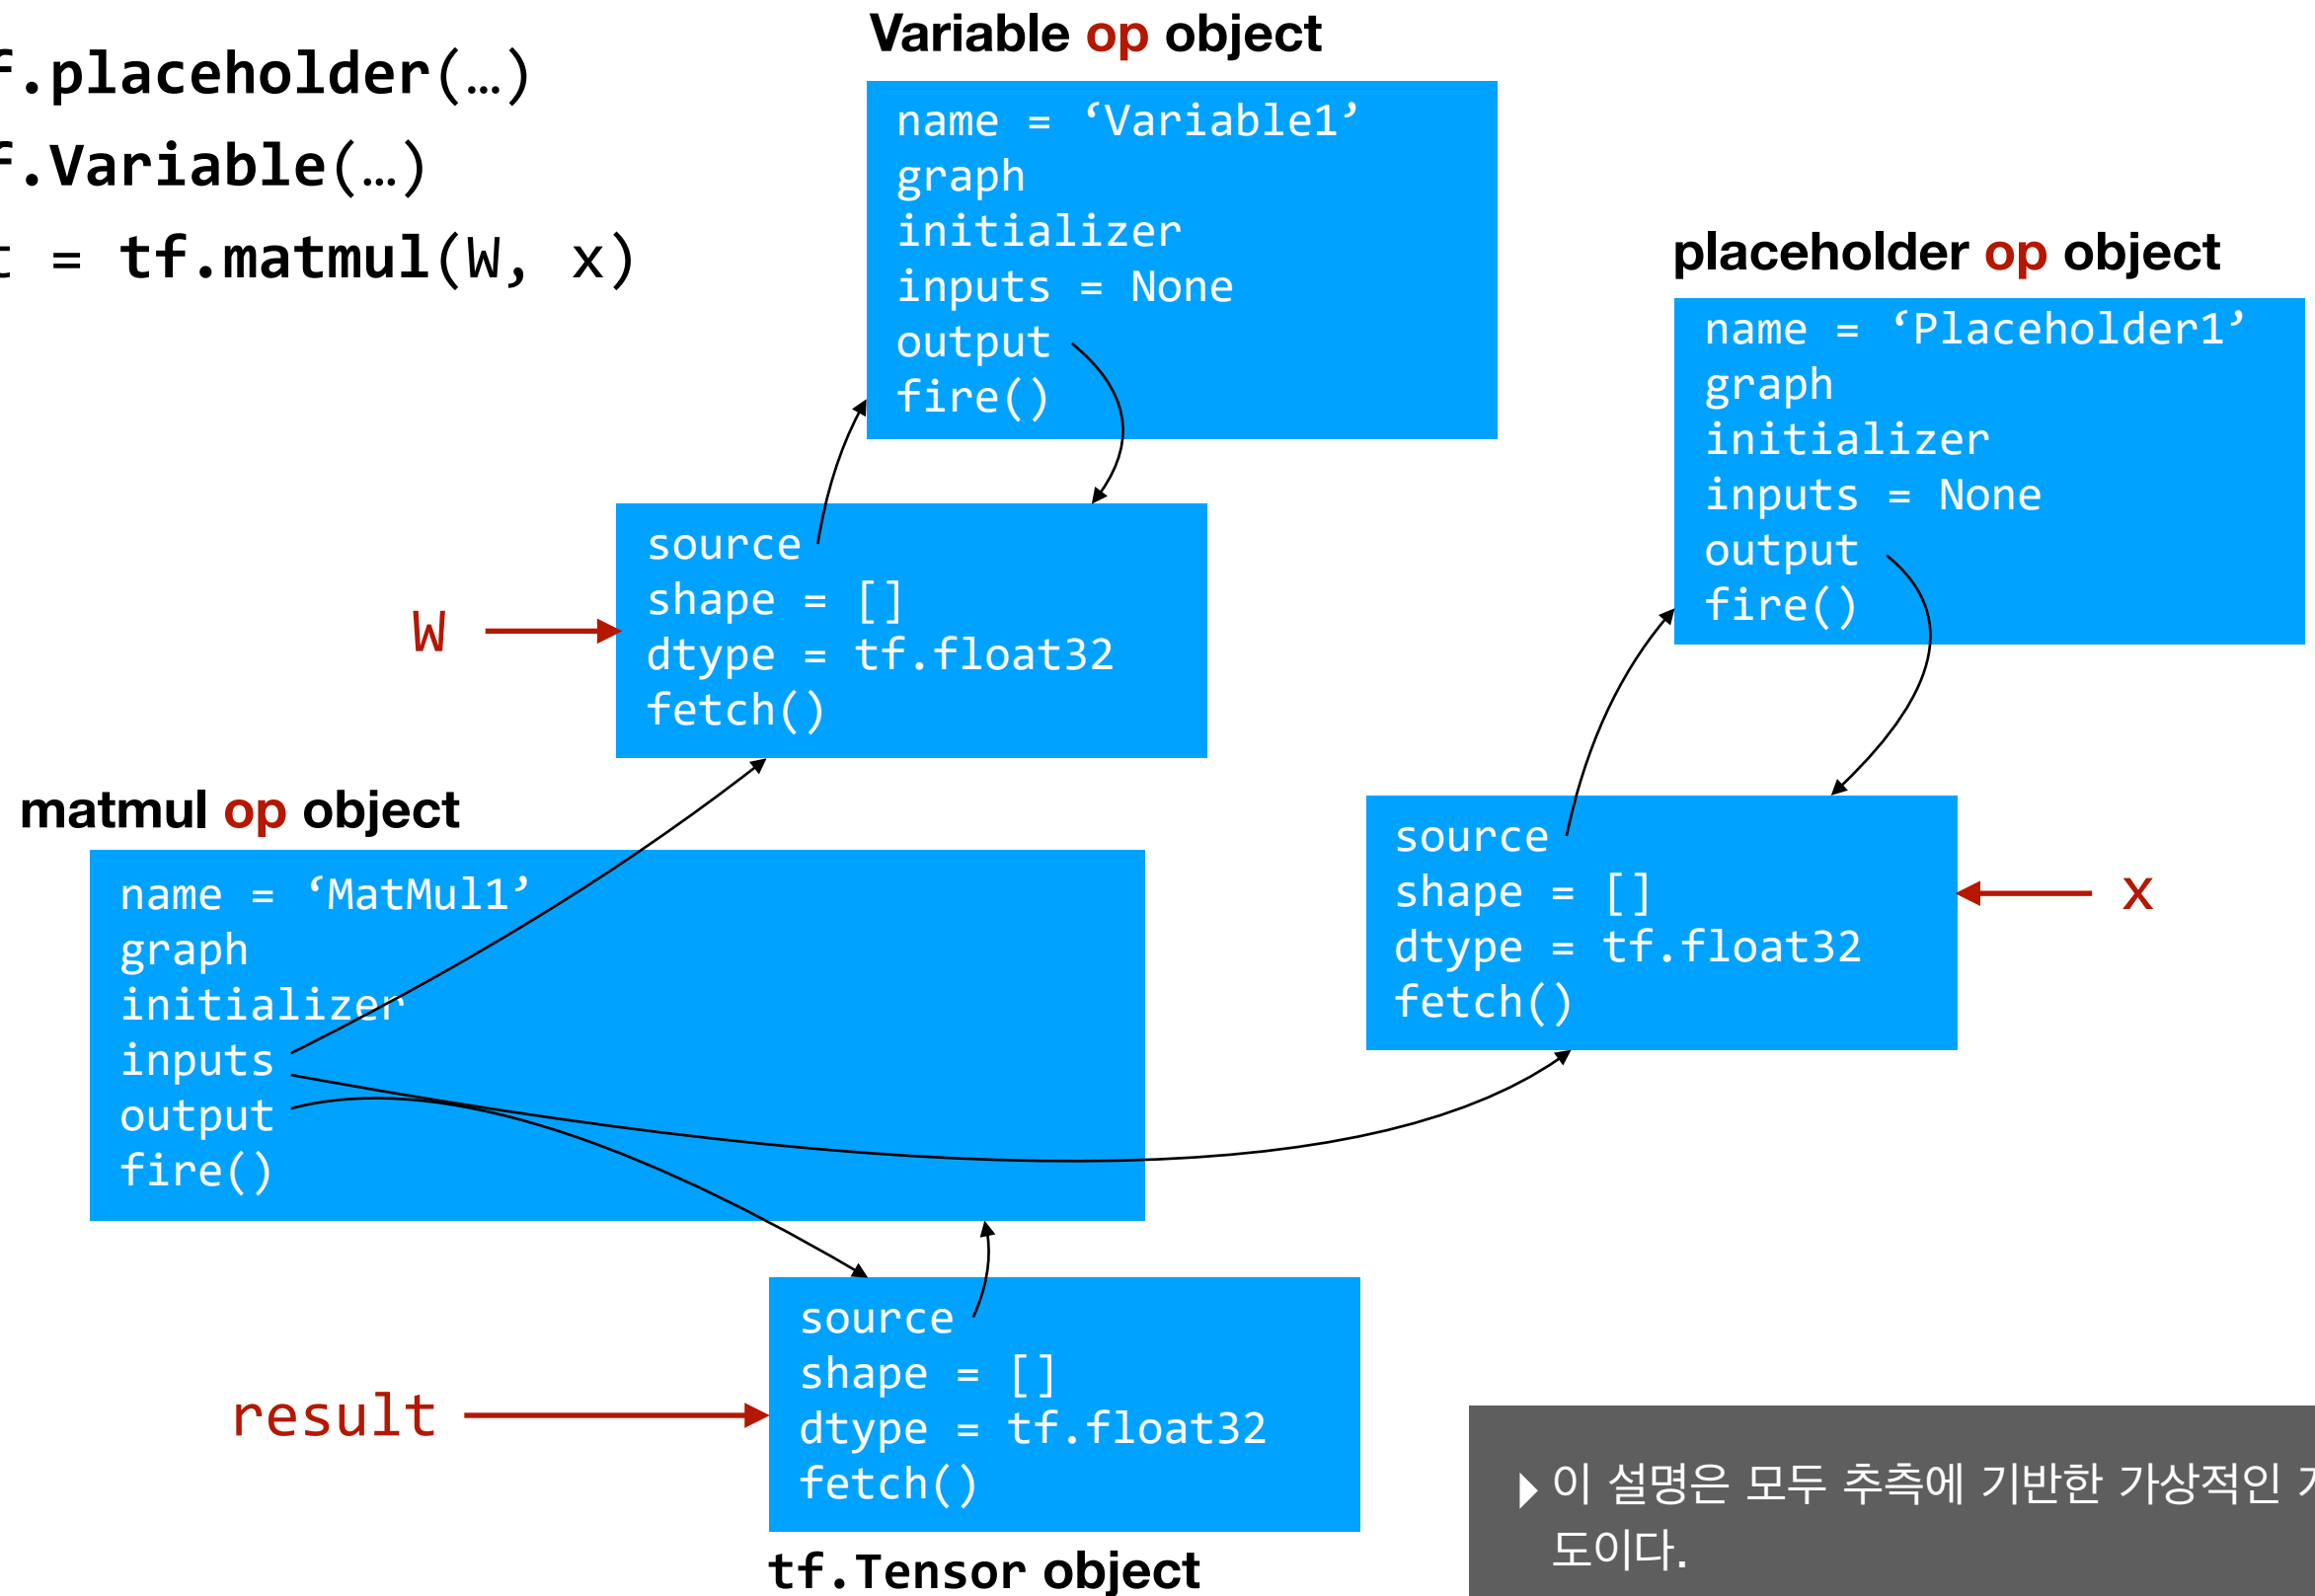 .placeholder(…)
.Variable(…)
= tf.matmul(W, x)
Variable op object
name = ‘Variable1’
graph
initializer
inputs = None
output
fire()
placeholder op object
name = ‘Placeholder1’
graph
initializer
inputs = None
output
fire()
W
source
shape = []
dtype = tf.float32
fetch()
matmul op object
name = ‘MatMul1’
graph
initializer
inputs
output
fire()
source
shape = []
dtype = tf.float32
fetch()
x
result
source
shape = []
dtype = tf.float32
fetch()
tf.Tensor object
이 설명은 모두 추측에 기반한 가상적인
도이다.